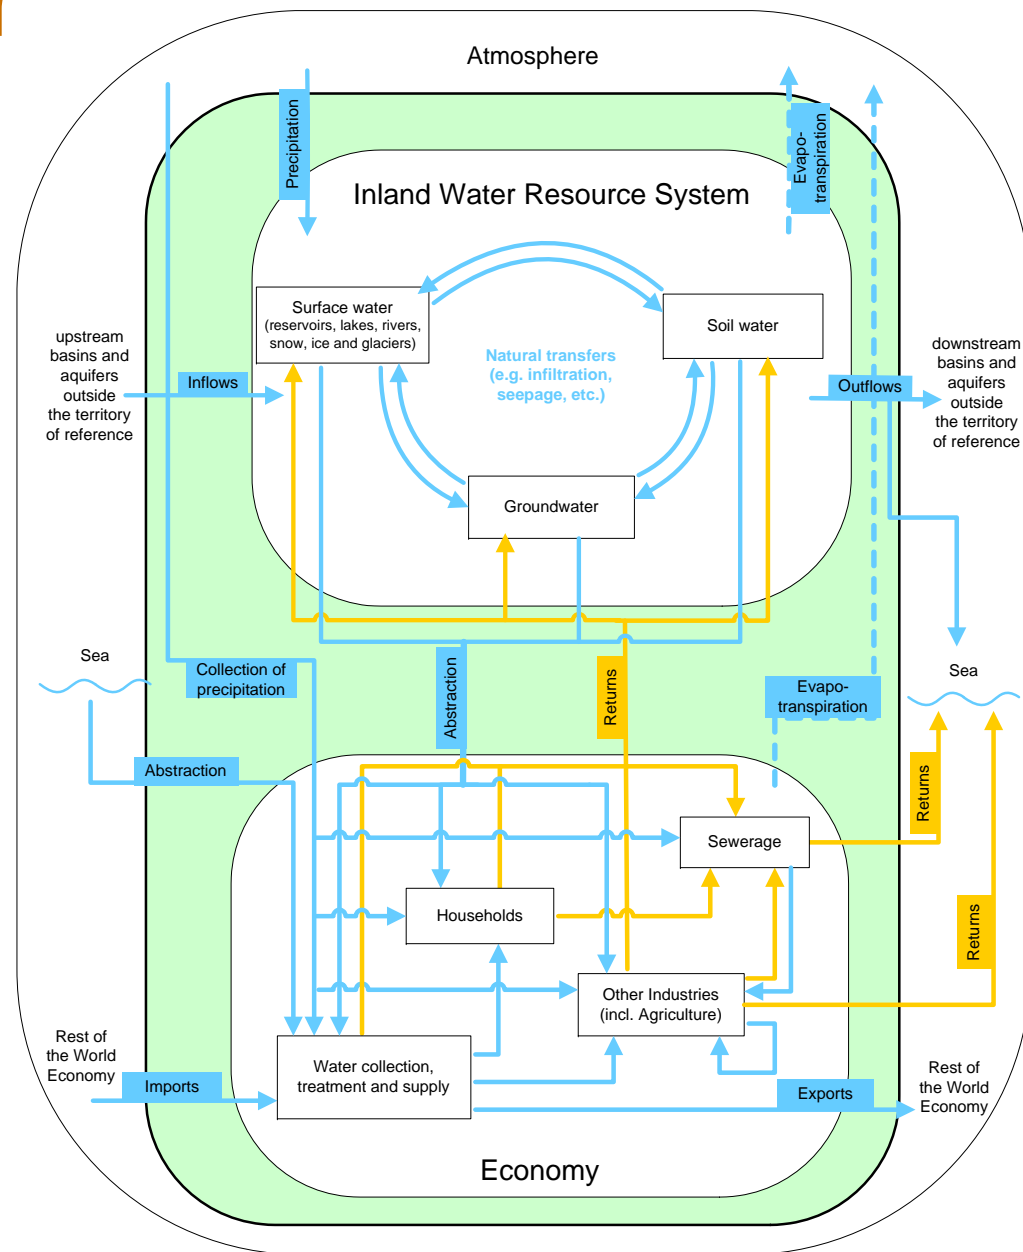 Atmosphere
Precipitation
Evapo-
transpiration
Inland Water Resource System
Surface water
(reservoirs, lakes, rivers,
snow, ice and glaciers)
Soil water
Natural transfers
(e.g. infiltration,
seepage, etc.)
upstream
basins and
aquifers
outside
the territory
of reference
Inflows
Outflows
downstream
basins and
aquifers
outside
the territory
of reference
Groundwater
Sea
Collection of
precipitation
Abstraction
Returns
Evapo-
transpiration
Sea
Abstraction
Returns
Sewerage
Households
Returns
Other Industries
(incl. Agriculture)
Rest of
the World
Economy
Imports
Water collection,
treatment and supply
Exports
Rest of
the World
Economy
Economy